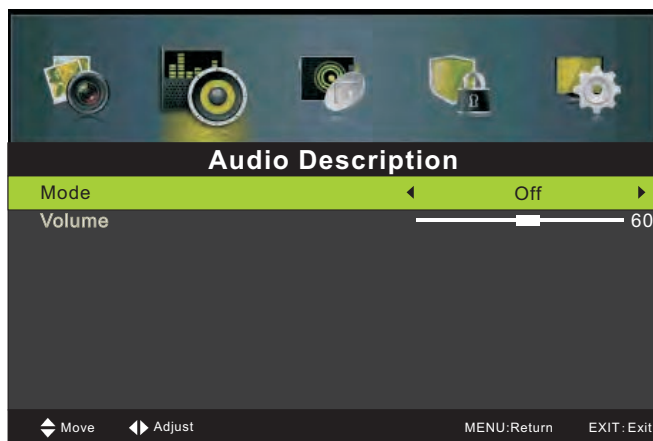 Audio Description
Mode Off
Volume 60
Move Adjust MENU:Return EXIT:Exit